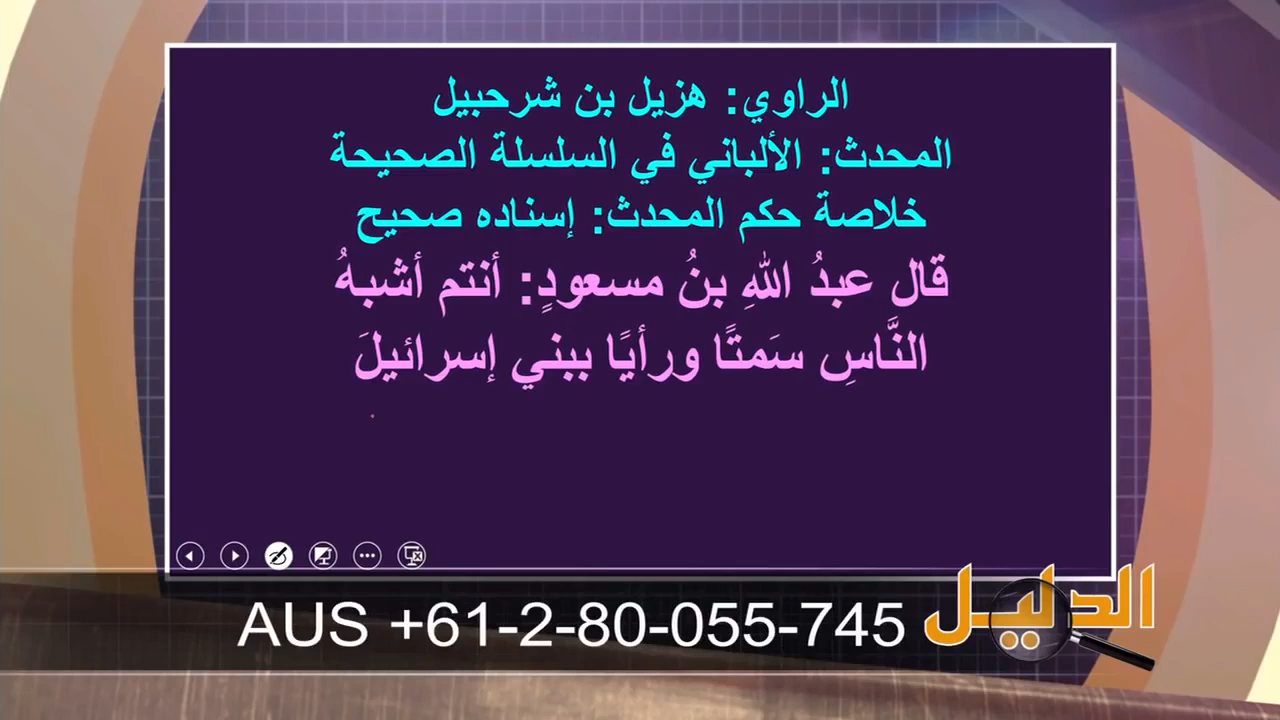 الراوي: هزيل بن شرحبيل
المحدث: الألباني في السلسلة الصحيحة
خلاصة حكم المحدث: إسناده صحيح
قال عبدُ اللهِ بنُ مسعودٍ: أنتم أشبهُ
النَّاسِ سَمتًا ورأيًا ببني إسرائيلَ
AUS +61-2-80-055-745
الدليل